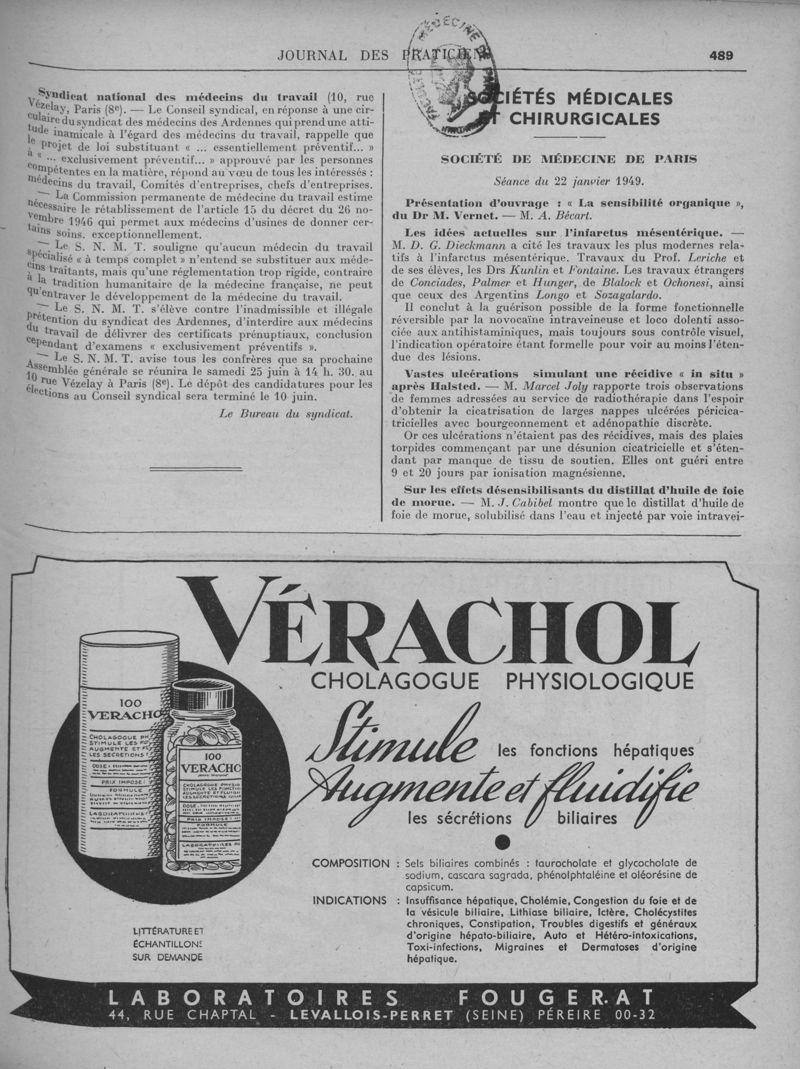 JOURNAL DES PRATICIENS
489
Syndicat national des médecins du travail (10, rue
Vézelay, Paris (8e). — Le Conseil syndical, en réponse à une cir-
culaire du syndicat des médecins des Ardennes qui prend une atti-
tude inamicale à l'égard des médecins du travail, rappelle que
le projet de loi substituant « ... essentiellement préventif... »
à « ... exclusivement préventif... » approuvé par les personnes
compétentes en la matière, répond au vœu de tous les intéressés :
médecins du travail, Comités d'entreprises, chefs d'entreprises.
— La Commission permanente de médecine du travail estime
nécessaire le rétablissement de l'article 15 du décret du 26 no-
vembre 1946 qui permet aux médecins d'usines de donner cer-
tains soins. exceptionnellement.
— Le S. N. M. T. souligne qu'aucun médecin du travail
spécialisé « à temps complet » n'entend se substituer aux méde-
cins traitants, mais qu'une réglementation trop rigide, contraire
à la tradition humanitaire de la médecine française, ne peut
qu'entraver le développement de la médecine du travail.
— Le S. N. M. T. s'élève contre l'inadmissible et illégale
prétention du syndicat des Ardennes, d'interdire aux médecins
du travail de délivrer des certificats prénuptiaux, conclusion
cependant d'examens « exclusivement préventifs ».
— Le S. N. M. T. avise tous les confrères que sa prochaine
Assemblée générale se réunira le samedi 25 juin à 14 h. 30. au
10 rue Vézelay à Paris (8e). Le dépôt des candidatures pour les
élections au Conseil syndical sera terminé le 10 juin.
Le Bureau du syndicat.
SOCIÉTÉS MÉDICALES
ET CHIRURGICALES
SOCIÉTÉ DE MÉDECINE DE PARIS
Séance du 22 janvier 1949.
Présentation d'ouvrage : « La sensibilité organique »,
du Dr M. Vernet. — M. A. Bécart.
Les idées actuelles sur l'infarctus mésentérique. —
M. D. G. Dieckmann a cité les travaux les plus modernes rela-
tifs à l'infarctus mésentérique. Travaux du Prof. Leriche et
de ses élèves, les Drs Kunlin et Fontaine. Les travaux étrangers
de Conciades, Palmer et Hunger, de Blalock et Ochonesi, ainsi
que ceux des Argentins Longo et Sozagalardo.
Il conclut à la guérison possible de la forme fonctionnelle
réversible par la novocaïne intraveineuse et loco dolenti asso-
ciée aux antihistaminiques, mais toujours sous contrôle visuel,
l'indication opératoire étant formelle pour voir au moins l'éten-
due des lésions.
Vastes ulcérations simulant une récidive « in situ »
après Halsted. — M. Marcel Joly rapporte trois observations
de femmes adressées au service de radiothérapie dans l'espoir
d'obtenir la cicatrisation de larges nappes ulcérées péricica-
tricielles avec bourgeonnement et adénopathie discrète.
Or ces ulcérations n'étaient pas des récidives, mais des plaies
torpides commençant par une désunion cicatricielle et s'éten-
dant par manque de tissu de soutien. Elles ont guéri entre
9 et 20 jours par ionisation magnésienne.
Sur les effets désensibilisants du distillat d'huile de foie
de morue. — M. J. Cabibel montre que le distillat d'huile de
foie de morue, solubilisé dans l'eau et injecté par voie intravei-
VÉRACHOL
CHOLAGOGUE PHYSIOLOGIQUE
Stimule les fonctions hépatiques
Augmente et fluidifie
les sécrétions biliaires
100
VERACHO
CHOLAGOGUE PH
STIMULE LES FO
AUGMENTE ET FL
LES SECRETIONS
PRIX IMPOSÉ :
FORMULE
LABORATOIRES
100
VERACHC
PRIX IMPOSÉ :
FORMULE
LABORATOIRES FO
COMPOSITION : Sels biliaires combinés : taurocholate et glycocholate de
sodium, cascara sagrada, phénolphtaléine et oléorésine de
capsicum.
INDICATIONS : Insuffisance hépatique, Cholémie, Congestion du foie et de
la vésicule biliaire, Lithiase biliaire, Ictère, Cholécystites
chroniques, Constipation, Troubles digestifs et généraux
d'origine hépato-biliaire, Auto et Hétéro-intoxications,
Toxi-infections, Migraines et Dermatoses d'origine
hépatique.
LITTÉRATURE ET
ÉCHANTILLONS
SUR DEMANDE
LABORATOIRES FOUGERAT
44, RUE CHAPTAL - LEVALLOIS-PERRET (SEINE) PÉREIRE 00-32